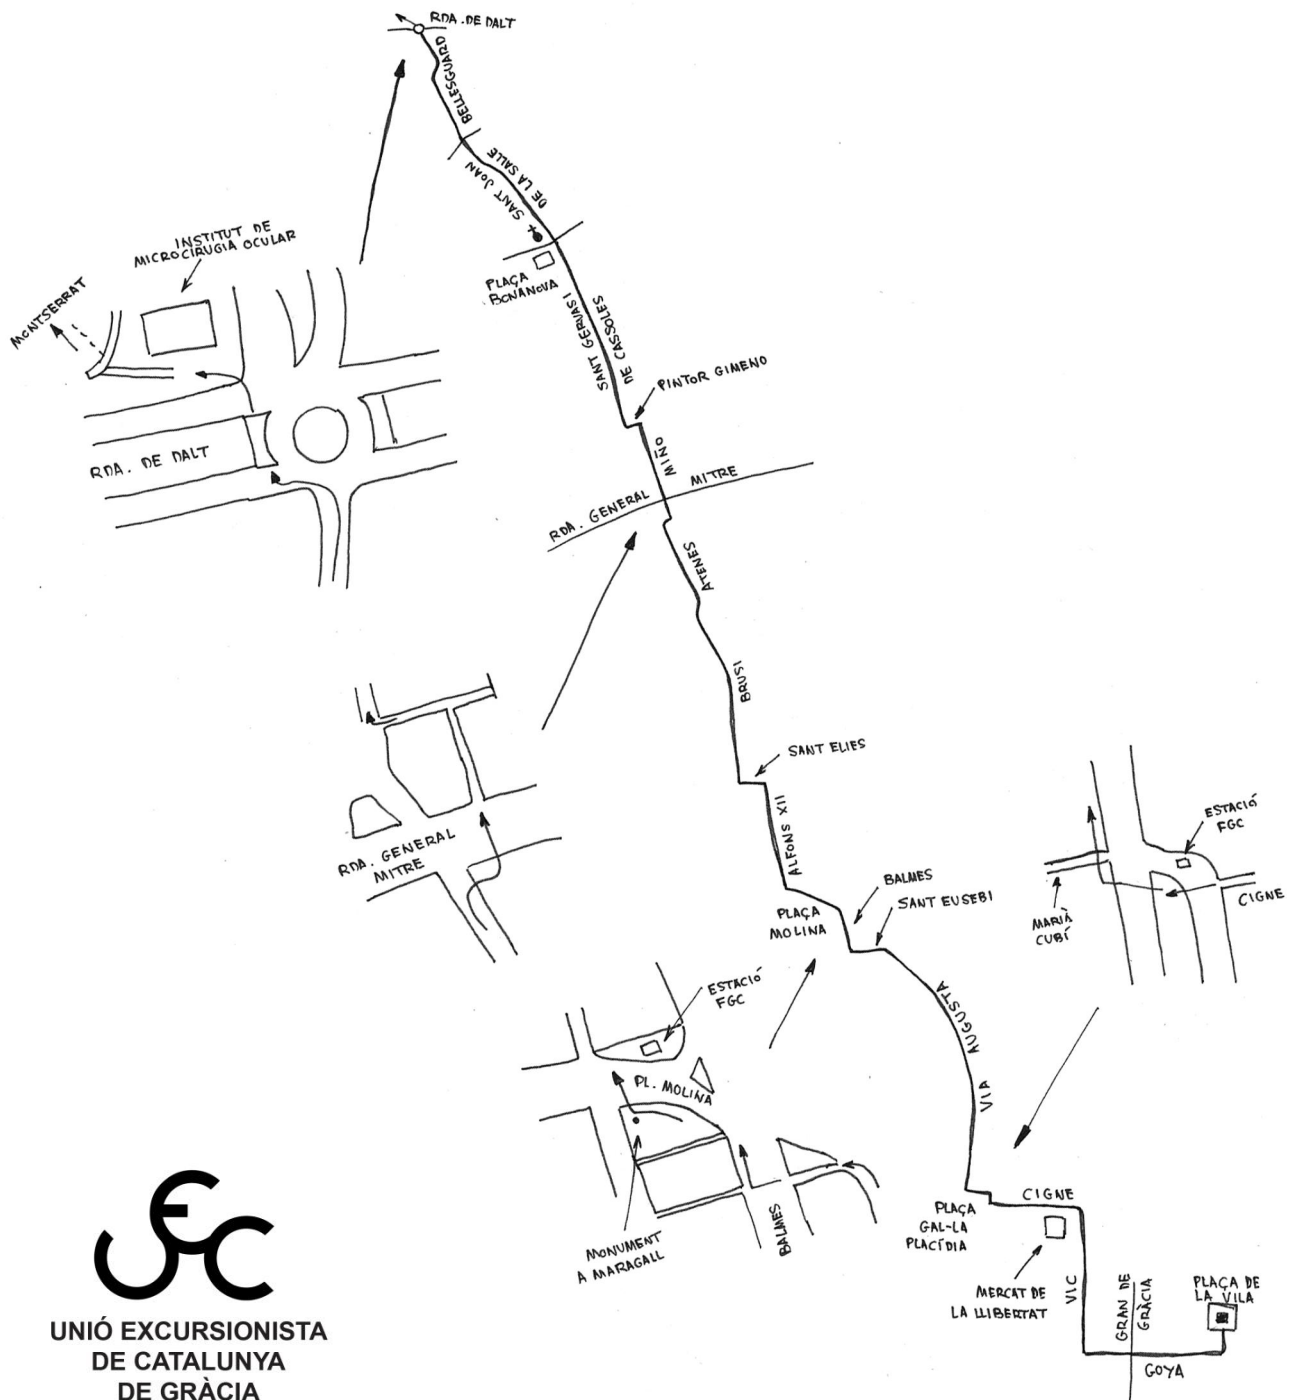 RDA. DE DALT
BELLESGUARD
SANT JOAN
DE LA SALLE
INSTITUT DE
MICROCIRUGIA OCULAR
MONTSERRAT
RDA. DE DALT
PLAÇA
BONANOVA
SANT GERVASI
DE CASSOLES
PINTOR GIMENO
MIÑO
RDA. GENERAL MITRE
ATENES
BRUSI
SANT ELIES
ALFONS XII
RDA. GENERAL
MITRE
PLAÇA
MOLINA
BALMES
SANT EUSEBI
ESTACIÓ
FGC
CIGNE
MARIÀ
CUBÍ
VIA AUGUSTA
ESTACIÓ
FGC
PL. MOLINA
MONUMENT
A MARAGALL
BALMES
PLAÇA
GAL-LA
PLACÍDIA
CIGNE
MERCAT DE
LA LLIBERTAT
VIC
GRAN DE
GRÀCIA
PLAÇA DE
LA VILA
GOYA
UEC
UNIÓ EXCURSIONISTA
DE CATALUNYA
DE GRÀCIA